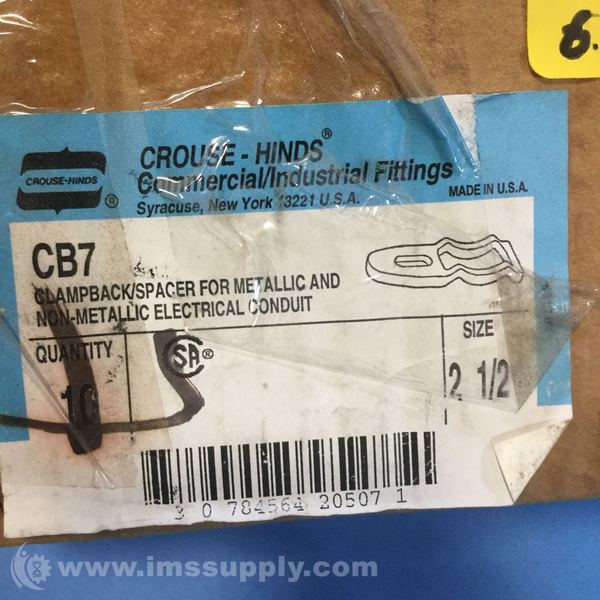 6.
CROUSE-HINDS ®
CROUSE - HINDS®
Commercial/Industrial Fittings
Syracuse, New York 13221 U.S.A.
MADE IN U.S.A.
CB7
CLAMPBACK/SPACER FOR METALLIC AND
NON-METALLIC ELECTRICAL CONDUIT
QUANTITY
10
SA®
SIZE
2 1/2
3 0 784564 20507 1
www.imssupply.com